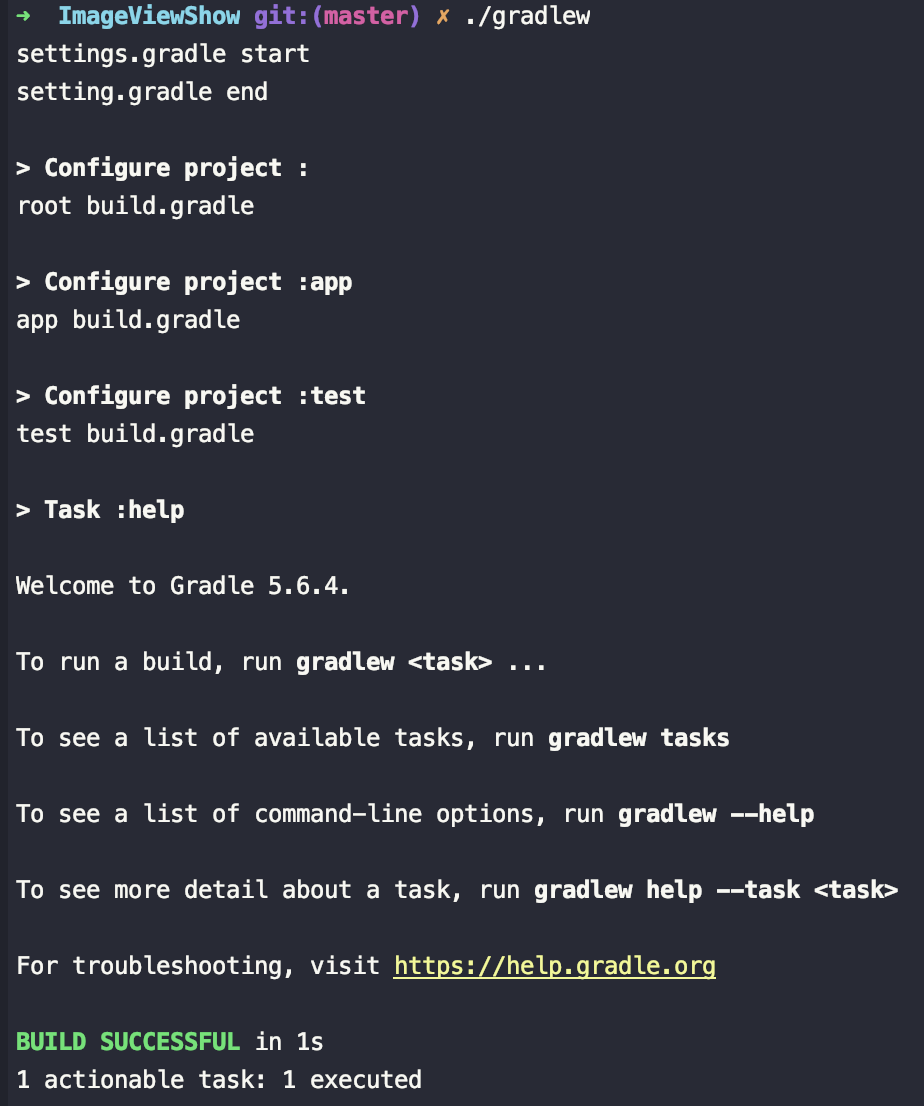 ➜ ImageViewShow git:(master) ✗ ./gradlew
settings.gradle start
setting.gradle end
> Configure project :
root build.gradle
> Configure project :app
app build.gradle
> Configure project :test
test build.gradle
> Task :help
Welcome to Gradle 5.6.4.
To run a build, run gradlew <task> ...
To see a list of available tasks, run gradlew tasks
To see a list of command-line options, run gradlew --help
To see more detail about a task, run gradlew help --task <task>
For troubleshooting, visit https://help.gradle.org
BUILD SUCCESSFUL in 1s
1 actionable task: 1 executed